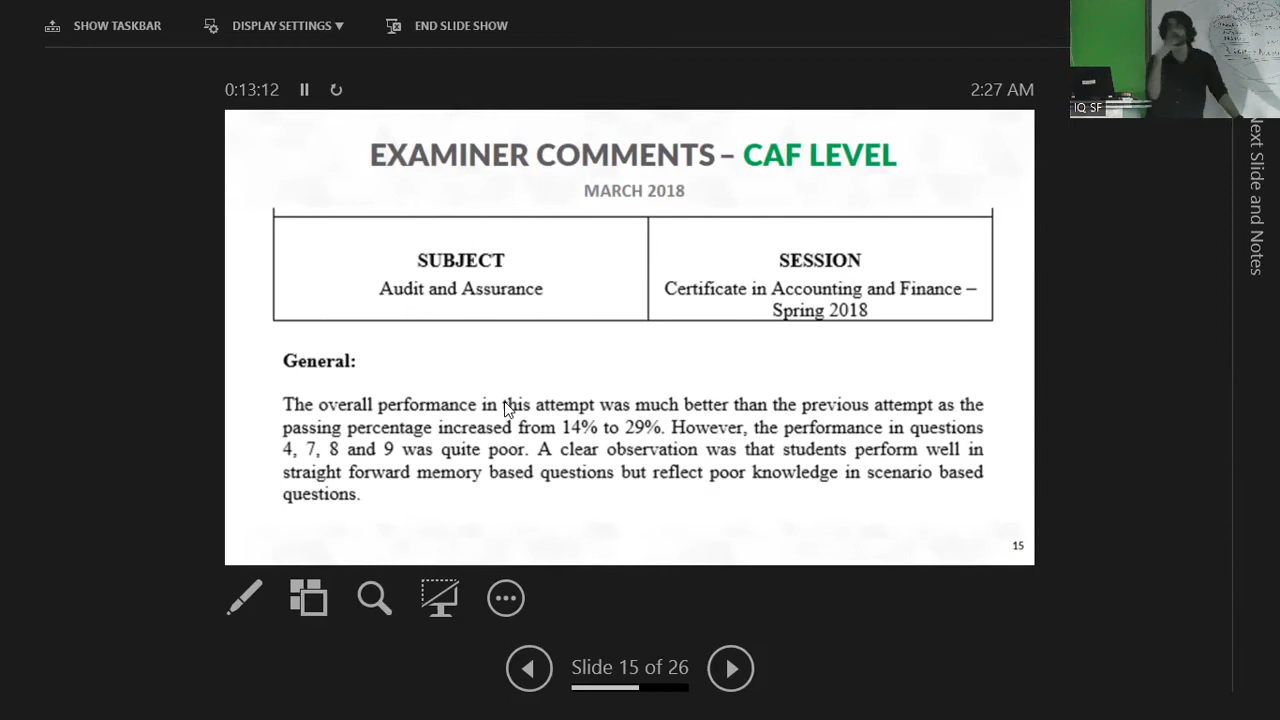 SHOW TASKBAR DISPLAY SETTINGS ▼ END SLIDE SHOW
0:13:12 2:27 AM
IQ SF
EXAMINER COMMENTS – CAF LEVEL
MARCH 2018
SUBJECT
Audit and Assurance
SESSION
Certificate in Accounting and Finance –
Spring 2018
General:
The overall performance in this attempt was much better than the previous attempt as the
passing percentage increased from 14% to 29%. However, the performance in questions
4, 7, 8 and 9 was quite poor. A clear observation was that students perform well in
straight forward memory based questions but reflect poor knowledge in scenario based
questions.
15
Slide 15 of 26
Next Slide and Notes